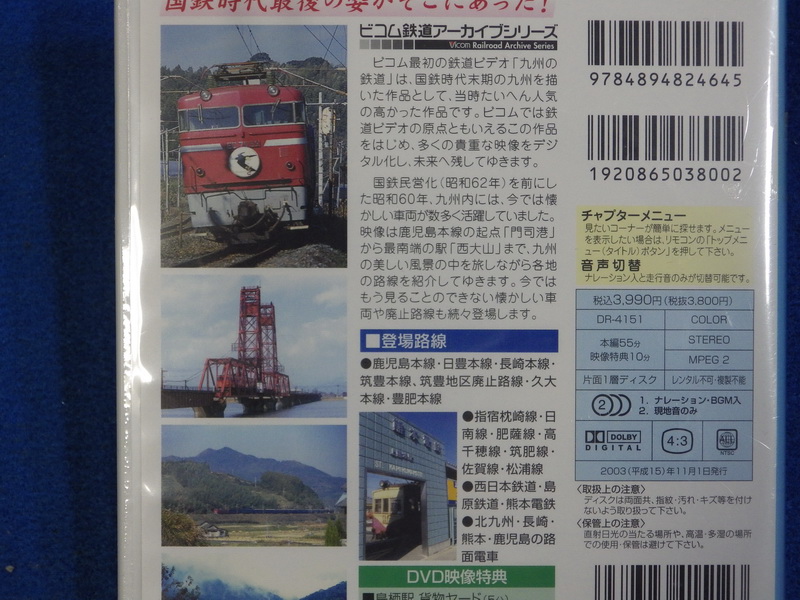 国鉄時代最後の姿がそこにあった!
ビコム鉄道アーカイブシリーズ
Vicom Railroad Archive Series
ビコム最初の鉄道ビデオ「九州の
鉄道」は、国鉄時代末期の九州を描
いた作品として、当時たいへん人気
の高かった作品です。ビコムでは鉄
道ビデオの原点ともいえるこの作品
をはじめ、多くの貴重な映像をデジ
タル化し、未来へ残してゆきます。
国鉄民営化(昭和62年)を前にし
た昭和60年、九州内には、今では懐
かしい車両が数多く活躍していました。
映像は鹿児島本線の起点「門司港」
から最南端の駅「西大山」まで、九州
の美しい風景の中を旅しながら各地
の路線を紹介してゆきます。今では
もう見ることのできない懐かしい車
両や廃止路線も続々登場します。
■登場路線
●鹿児島本線・日豊本線・長崎本線・
筑豊本線、筑豊地区廃止路線・久大
本線・豊肥本線
●指宿枕崎線・日
南線・肥薩線・高
千穂線・筑肥線・
佐賀線・松浦線
●西日本鉄道・島
原鉄道・熊本電鉄
●北九州・長崎・
熊本・鹿児島の路
面電車
DVD映像特典
■鳥栖駅 貨物ヤード(5分)
9784894824645
1920865038002
チャプターメニュー
見たいコーナーが簡単に探せます。メニュー
を表示したい場合は、リモコンの「トップメニ
ュー(タイトル)ボタン」を押して下さい。
音声切替
ナレーション入と走行音のみが切替可能です。
税込3,990円(税抜3,800円)
DR-4151
COLOR
本編55分
映像特典10分
STEREO
MPEG 2
片面1層ディスク
レンタル不可・複製不能
2
1. ナレーション・BGM入
2. 現地音のみ
DOLBY
DIGITAL
4:3
ALL
NTSC
2003(平成15)年11月1日発行
〈取扱上の注意〉
ディスクは両面共、指紋・汚れ・キズ等を付け
ないよう取り扱って下さい。
〈保管上の注意〉
直射日光の当たる場所や、高温・多湿の場所
での使用・保管は避けて下さい。